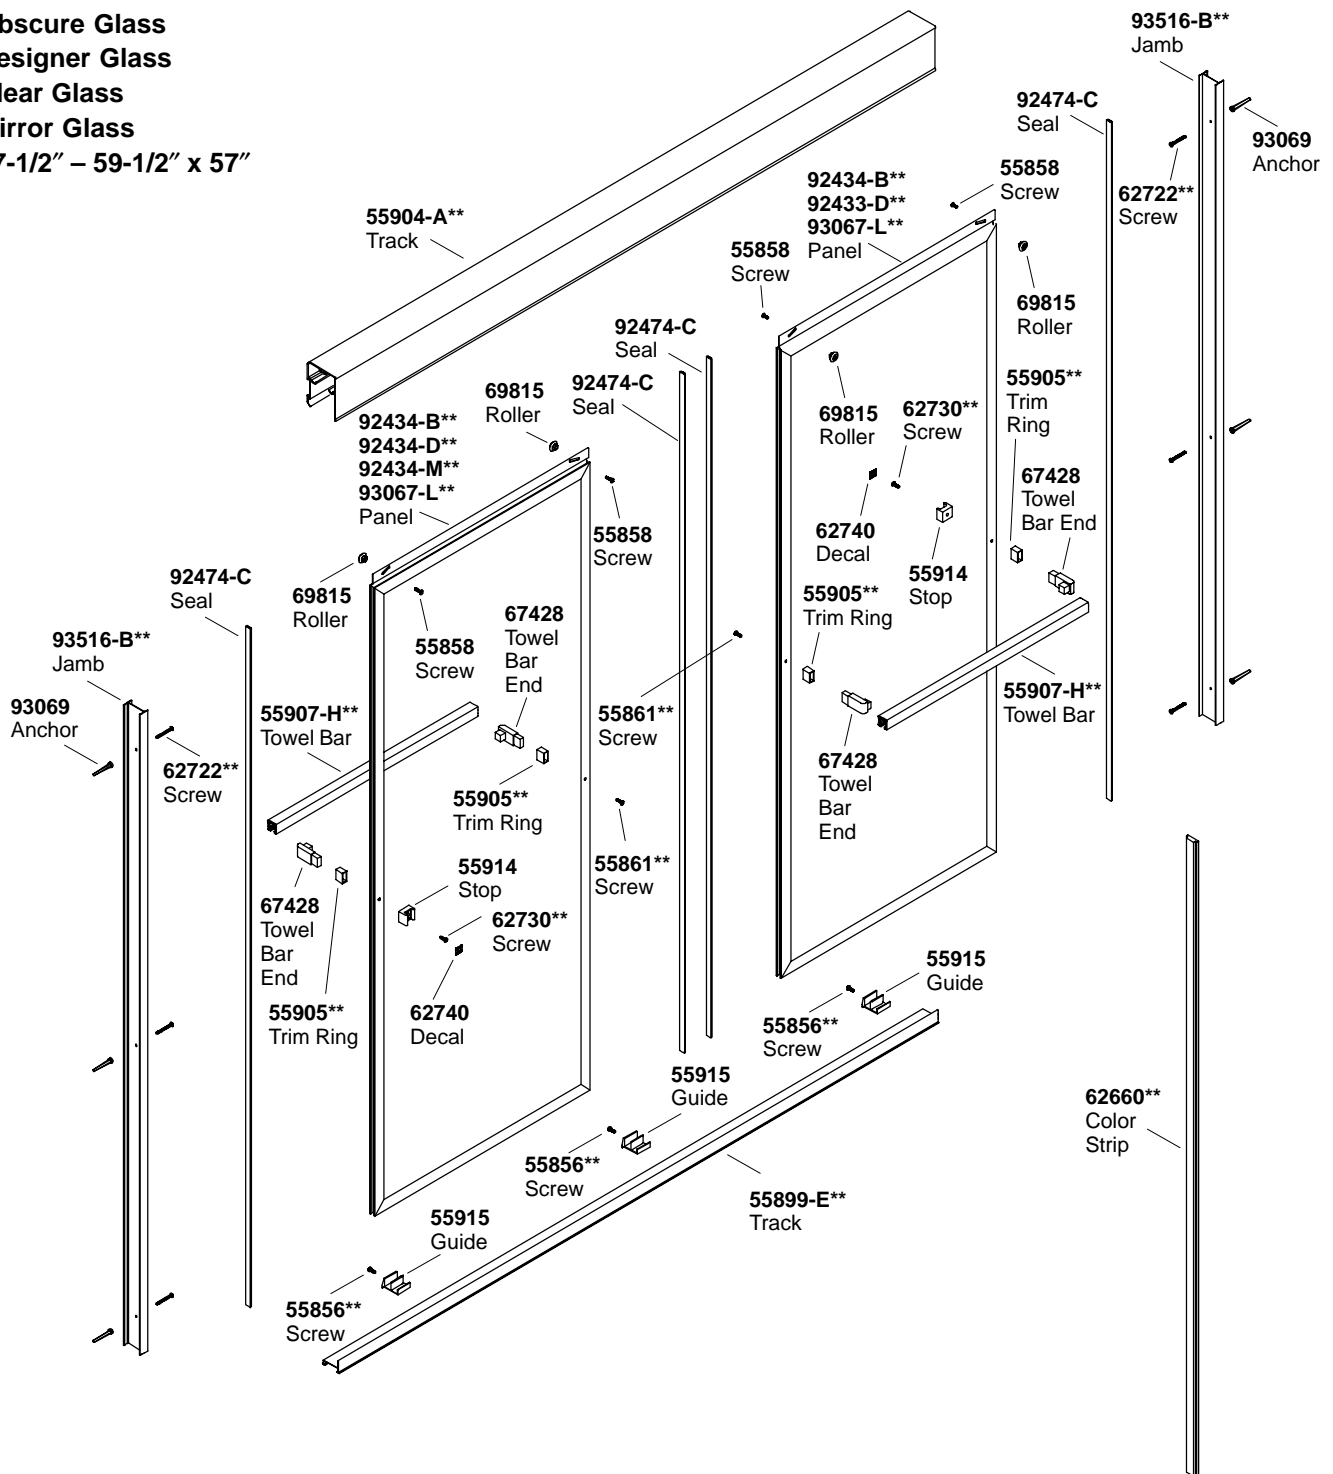 bscure Glass
esigner Glass
lear Glass
irror Glass
7-1/2″ – 59-1/2″ x 57″
93516-B**
Jamb
92474-C
Seal
93069
Anchor
62722**
Screw
55858
Screw
92434-B**
92433-D**
93067-L**
Panel
55904-A**
Track
55858
Screw
69815
Roller
92474-C
Seal
92474-C
Seal
69815
Roller
55905**
Trim
Ring
69815
Roller
62730**
Screw
92434-B**
92434-D**
92434-M**
93067-L**
Panel
67428
Towel
Bar End
62740
Decal
55858
Screw
55914
Stop
92474-C
Seal
69815
Roller
55905**
Trim Ring
67428
Towel
Bar
End
93516-B**
Jamb
55858
Screw
55907-H**
Towel Bar
93069
Anchor
55907-H**
Towel Bar
55861**
Screw
67428
Towel
Bar
End
62722**
Screw
55905**
Trim Ring
55914
Stop
55861**
Screw
67428
Towel
Bar
End
62730**
Screw
55915
Guide
55905**
Trim Ring
62740
Decal
55856**
Screw
55915
Guide
62660**
Color
Strip
55856**
Screw
55899-E**
Track
55915
Guide
55856**
Screw